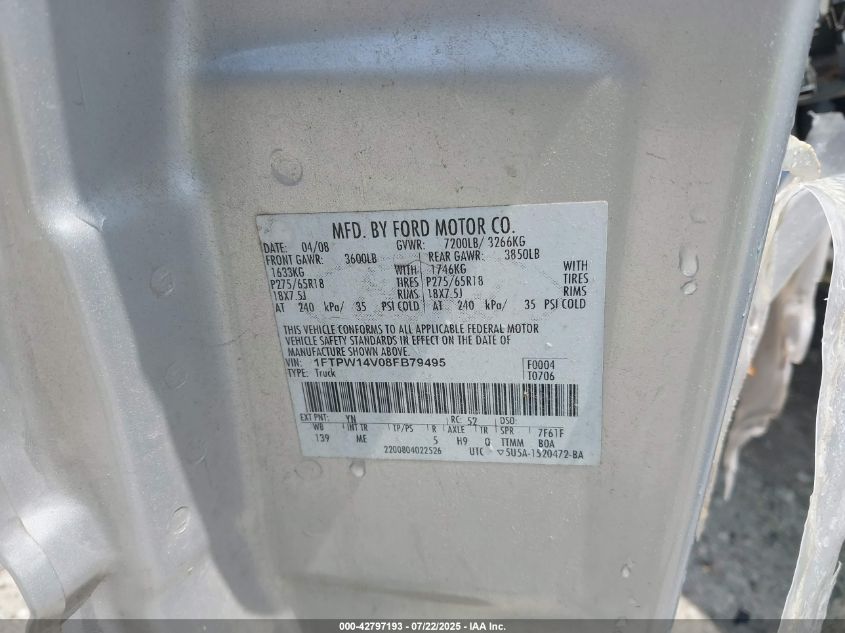 MFD. BY FORD MOTOR CO.
DATE: 04/08 GVWR: 7200LB/ 3266KG
FRONT GAWR: 3600LB REAR GAWR: 3850LB
1633KG WITH 1746KG WITH
P275/65R18 TIRES P275/65R18 TIRES
18X7.5J RIMS 18X7.5J RIMS
AT 240 kPa/ 35 PSI COLD AT 240 kPa/ 35 PSI COLD
THIS VEHICLE CONFORMS TO ALL APPLICABLE FEDERAL MOTOR
VEHICLE SAFETY STANDARDS IN EFFECT ON THE DATE OF
MANUFACTURE SHOWN ABOVE.
VIN: 1FTPW14V08FB79495 F0004
TYPE: Truck T0706
EXT PNT: YN RC: 52 DSO:
WB INT TR TP/PS R AXLE TR SPR 7F61F
139 ME 5 H9 Q TTMM BOA
2200804022526 UTC ▽5U5A-1520472-BA
000-42797193 - 07/22/2025 - IAA Inc.